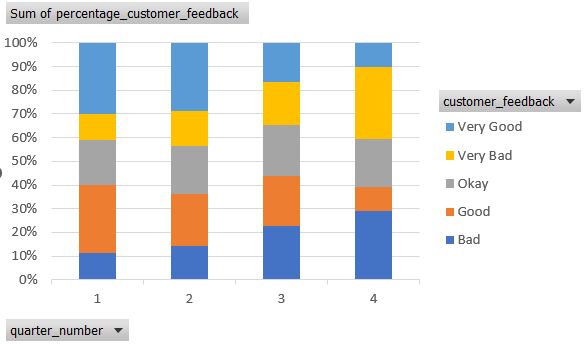 Sum of percentage_customer_feedback
100%
90%
80%
70%
60%
50%
40%
30%
20%
10%
0%
1 2 3 4
quarter_number
customer_feedback
Very Good
Very Bad
Okay
Good
Bad